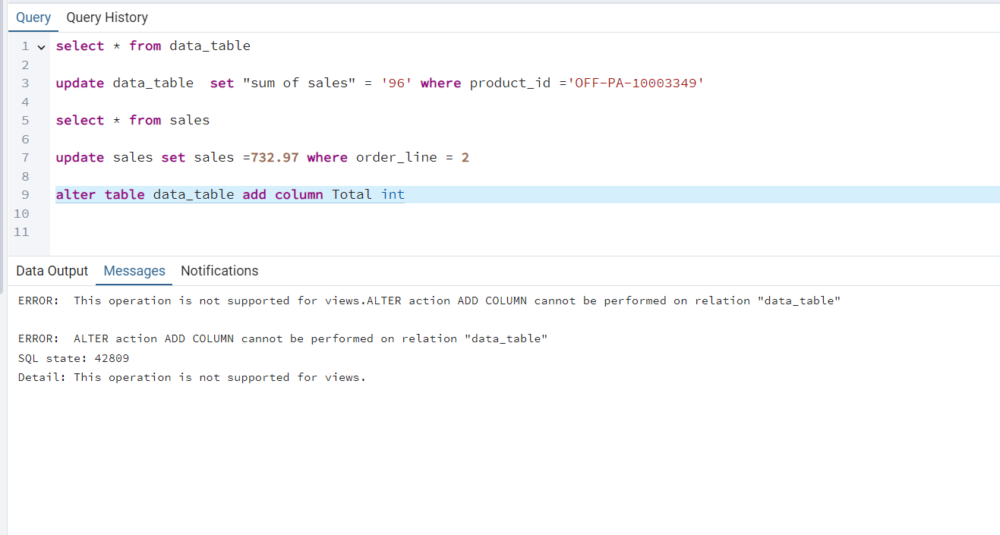 Query Query History
1 select * from data_table
2
3 update data_table  set "sum of sales" = '96' where product_id ='OFF-PA-10003349'
4
5 select * from sales
6
7 update sales set sales =732.97 where order_line = 2
8
9 alter table data_table add column Total int
10
11
Data Output Messages Notifications
ERROR:  This operation is not supported for views.ALTER action ADD COLUMN cannot be performed on relation "data_table"
ERROR:  ALTER action ADD COLUMN cannot be performed on relation "data_table"
SQL state: 42809
Detail: This operation is not supported for views.